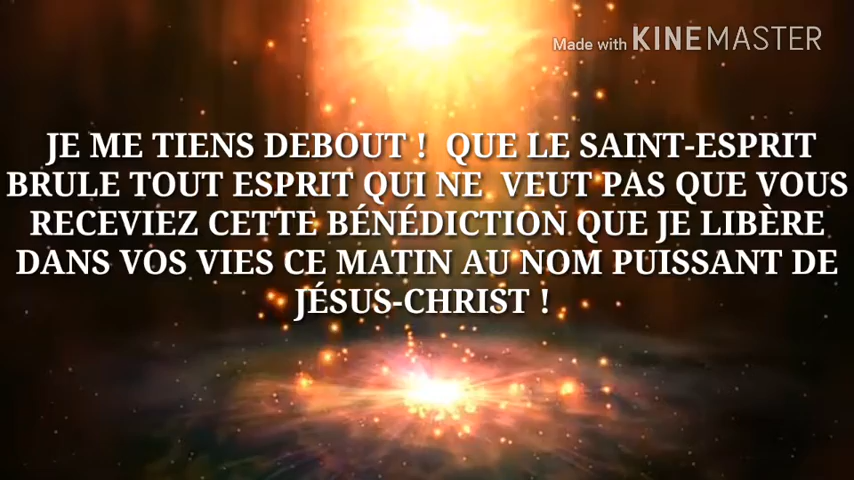 Made with KINEMASTER
JE ME TIENS DEBOUT ! QUE LE SAINT-ESPRIT
BRULE TOUT ESPRIT QUI NE VEUT PAS QUE VOUS
RECEVIEZ CETTE BÉNÉDICTION QUE JE LIBÈRE
DANS VOS VIES CE MATIN AU NOM PUISSANT DE
JÉSUS-CHRIST !